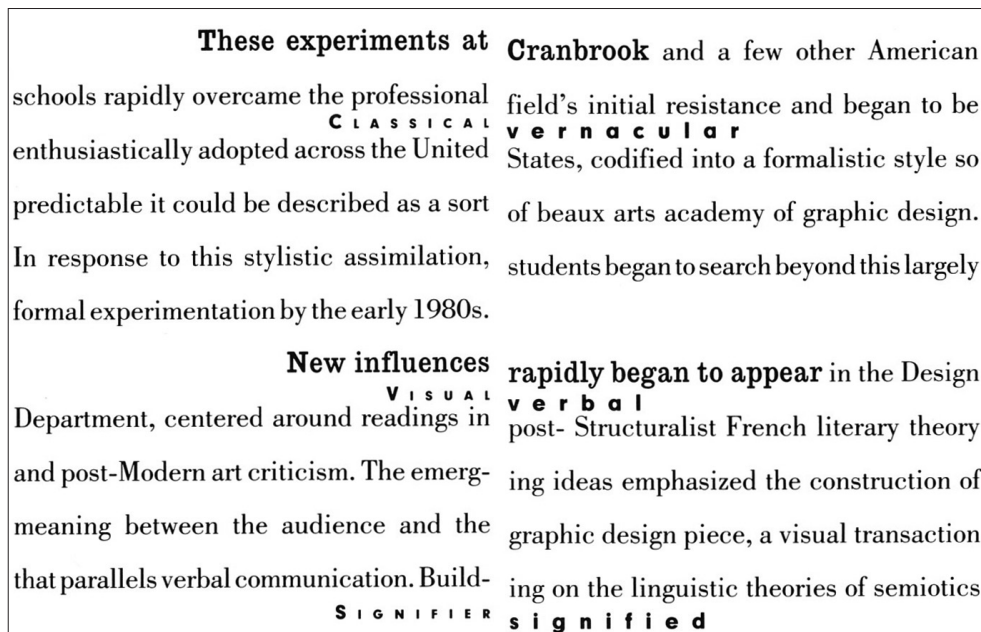 These experiments at Cranbrook and a few other American
schools rapidly overcame the professional field's initial resistance and began to be
CLASSICAL vernacular
enthusiastically adopted across the United States, codified into a formalistic style so
predictable it could be described as a sort of beaux arts academy of graphic design.
In response to this stylistic assimilation, students began to search beyond this largely
formal experimentation by the early 1980s.
New influences rapidly began to appear in the Design
VISUAL verbal
Department, centered around readings in post- Structuralist French literary theory
and post-Modern art criticism. The emerg- ing ideas emphasized the construction of
meaning between the audience and the graphic design piece, a visual transaction
that parallels verbal communication. Build- ing on the linguistic theories of semiotics
SIGNIFIER signified